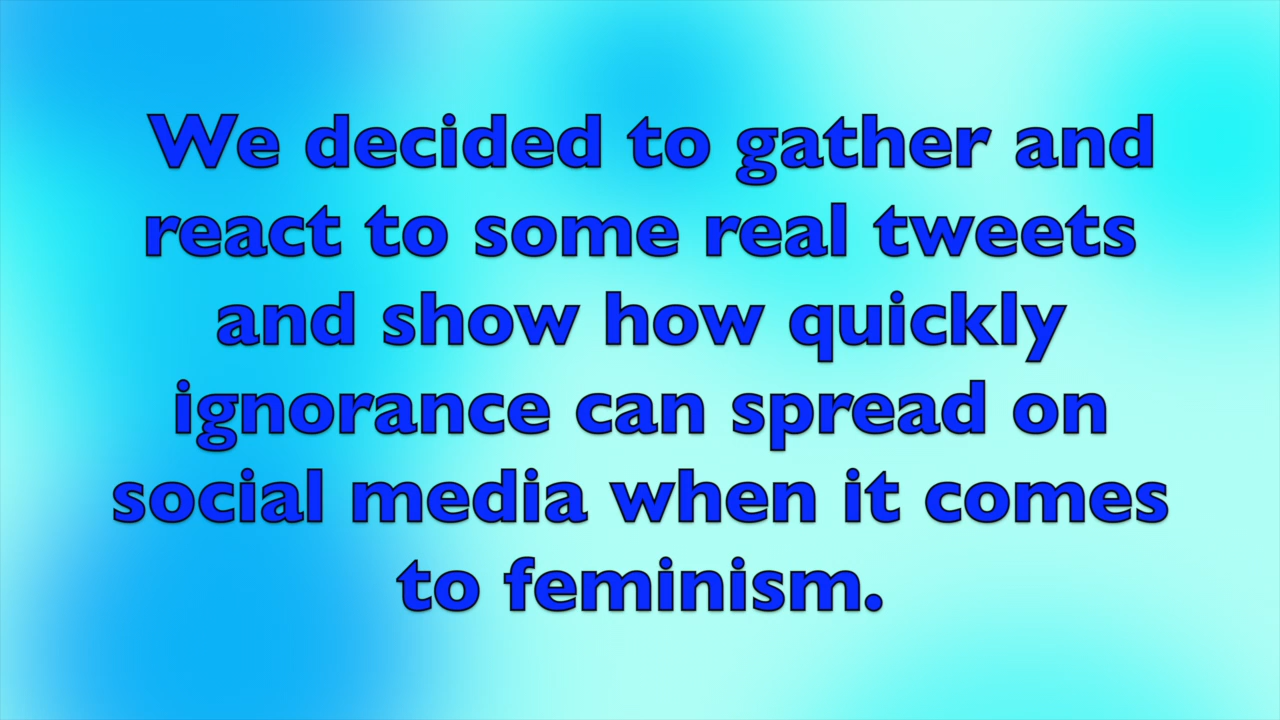 We decided to gather and
react to some real tweets
and show how quickly
ignorance can spread on
social media when it comes
to feminism.